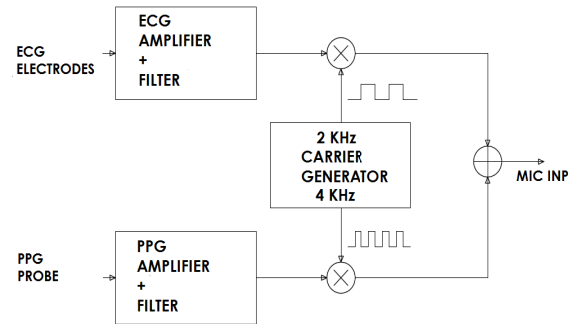 ECG
ELECTRODES
ECG
AMPLIFIER
+
FILTER
2 KHz
CARRIER
GENERATOR
4 KHz
MIC INP
PPG
PROBE
PPG
AMPLIFIER
+
FILTER